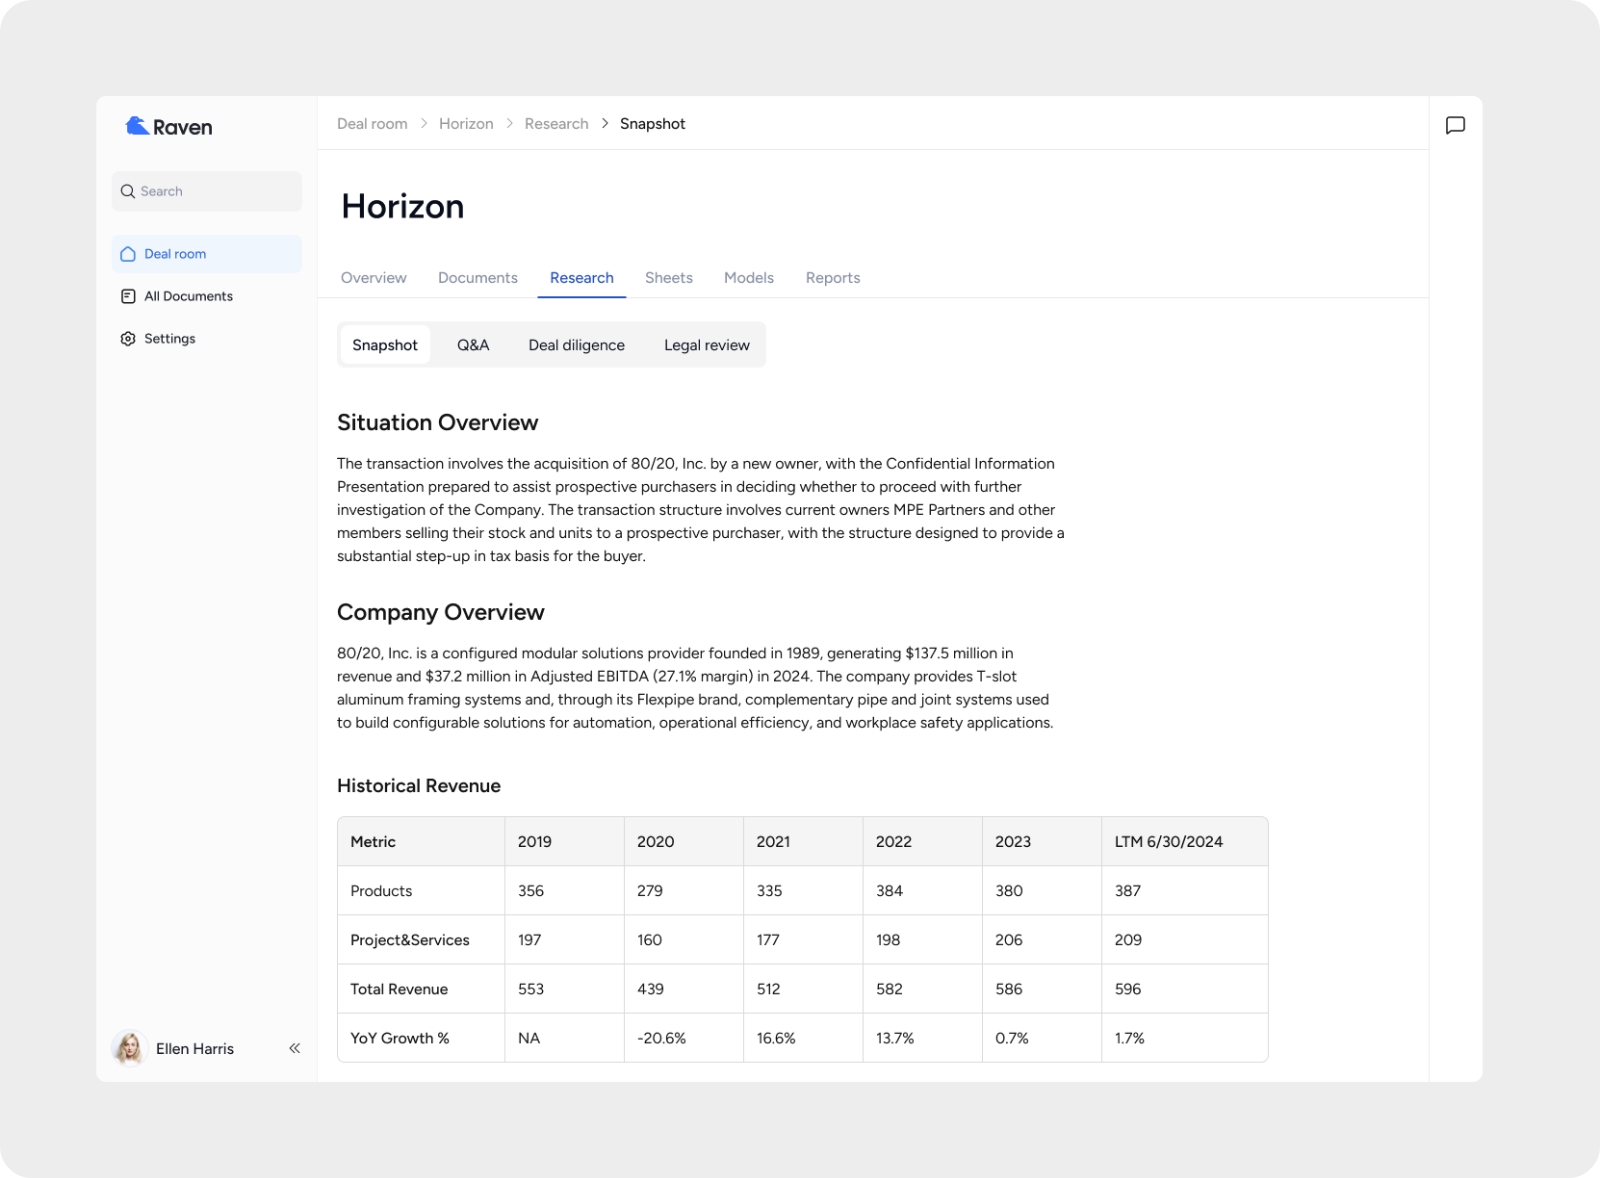 Raven
Search
Deal room
All Documents
Settings
Ellen Harris
Deal room > Horizon > Research > Snapshot
Horizon
Overview Documents Research Sheets Models Reports
Snapshot Q&A Deal diligence Legal review
Situation Overview
The transaction involves the acquisition of 80/20, Inc. by a new owner, with the Confidential Information
Presentation prepared to assist prospective purchasers in deciding whether to proceed with further
investigation of the Company. The transaction structure involves current owners MPE Partners and other
members selling their stock and units to a prospective purchaser, with the structure designed to provide a
substantial step-up in tax basis for the buyer.
Company Overview
80/20, Inc. is a configured modular solutions provider founded in 1989, generating $137.5 million in
revenue and $37.2 million in Adjusted EBITDA (27.1% margin) in 2024. The company provides T-slot
aluminum framing systems and, through its Flexpipe brand, complementary pipe and joint systems used
to build configurable solutions for automation, operational efficiency, and workplace safety applications.
Historical Revenue
Metric 2019 2020 2021 2022 2023 LTM 6/30/2024
Products 356 279 335 384 380 387
Project&Services 197 160 177 198 206 209
Total Revenue 553 439 512 582 586 596
YoY Growth % NA -20.6% 16.6% 13.7% 0.7% 1.7%